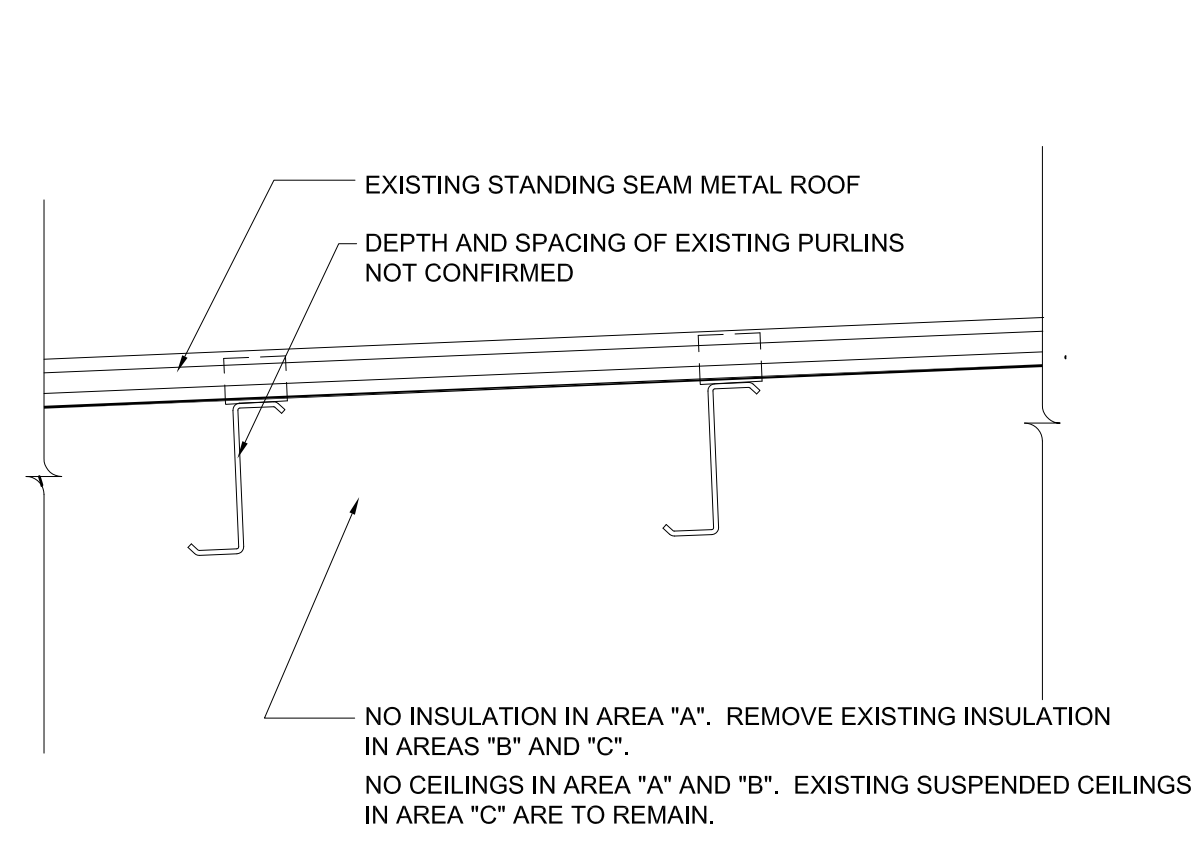 EXISTING STANDING SEAM METAL ROOF
DEPTH AND SPACING OF EXISTING PURLINS
NOT CONFIRMED
NO INSULATION IN AREA "A". REMOVE EXISTING INSULATION
IN AREAS "B" AND "C".
NO CEILINGS IN AREA "A" AND "B". EXISTING SUSPENDED CEILINGS
IN AREA "C" ARE TO REMAIN.